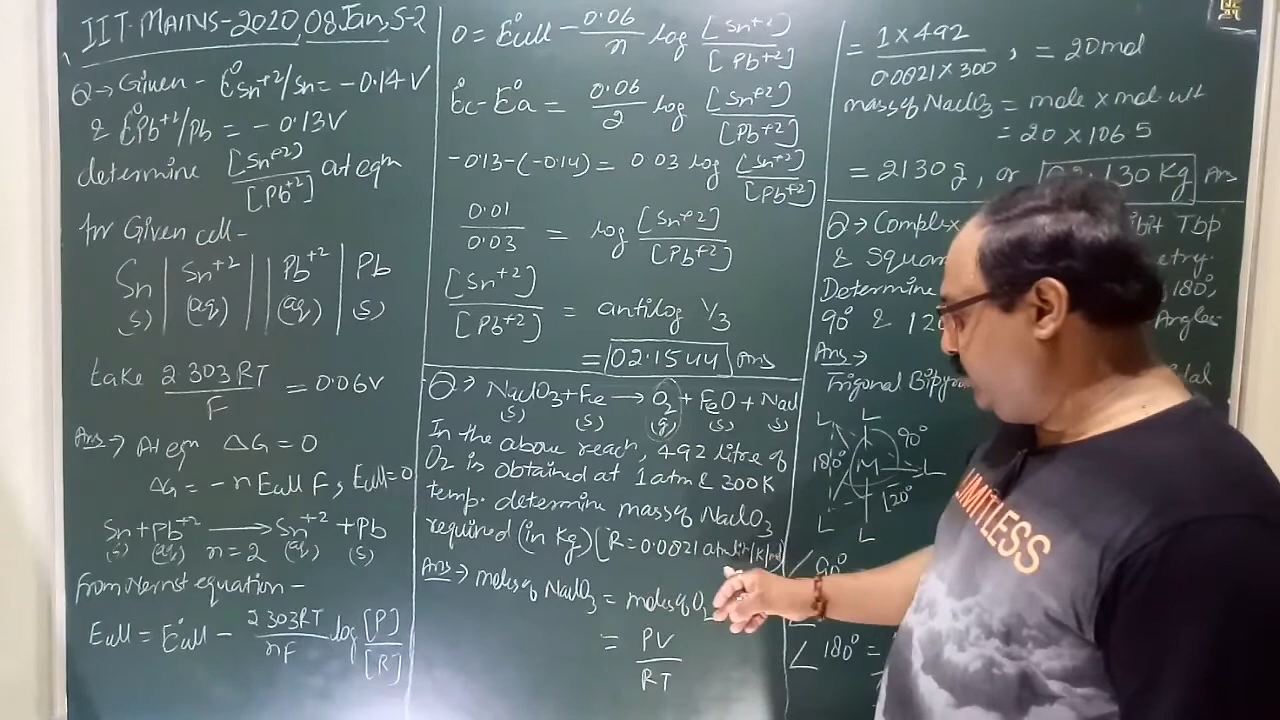 IIT-MAINS-2020, 08 Jan, S-2
Q→ Given - E°Sn+2/Sn = -0.14 V
& E°Pb+2/Pb = -0.13V
determine [Sn+2]/[Pb+2] at eqm
for Given cell-
Sn | Sn+2 || Pb+2 | Pb
(s) (aq) (aq) (s)
take 2.303RT/F = 0.06V
Ans→ At eqm ΔG = 0
ΔG = -nEcell F, Ecell = 0
Sn + Pb+2 → Sn+2 + Pb
(s) (aq) n=2 (aq) (s)
from Nernst equation -
Ecell = E°cell - 2.303RT/nF log [P]/[R]
0 = E°cell - 0.06/n log [Sn+2]/[Pb+2]
E°c - E°a = 0.06/2 log [Sn+2]/[Pb+2]
-0.13-(-0.14) = 0.03 log [Sn+2]/[Pb+2]
0.01/0.03 = log [Sn+2]/[Pb+2]
[Sn+2]/[Pb+2] = antilog 1/3
= 02.1544 Ans
Q→ NaClO3 + Fe → O2 + FeO + NaCl
(s) (s) (g) (s) (s)
In the above reacn, 492 litre of
O2 is obtained at 1 atm & 300K
temp. determine mass of NaClO3
required (in Kg) [R = 0.0821 atm
Ans→ moles of NaClO3 = moles of O2
= PV/RT
= 1 x 492/0.0821 x 300, = 20 mol
mass of NaClO3 = mole x mol. wt
= 20 x 106.5
= 2130 g, or 02.130 Kg Ans
Q→ Complex Tbp
& Squar etry.
Determine 180°,
90° & 12 Angles
Ans→
Trigonal Bipyr
L L
90°
180° M L
120°
L L
∠ 90°
∠ 180° =